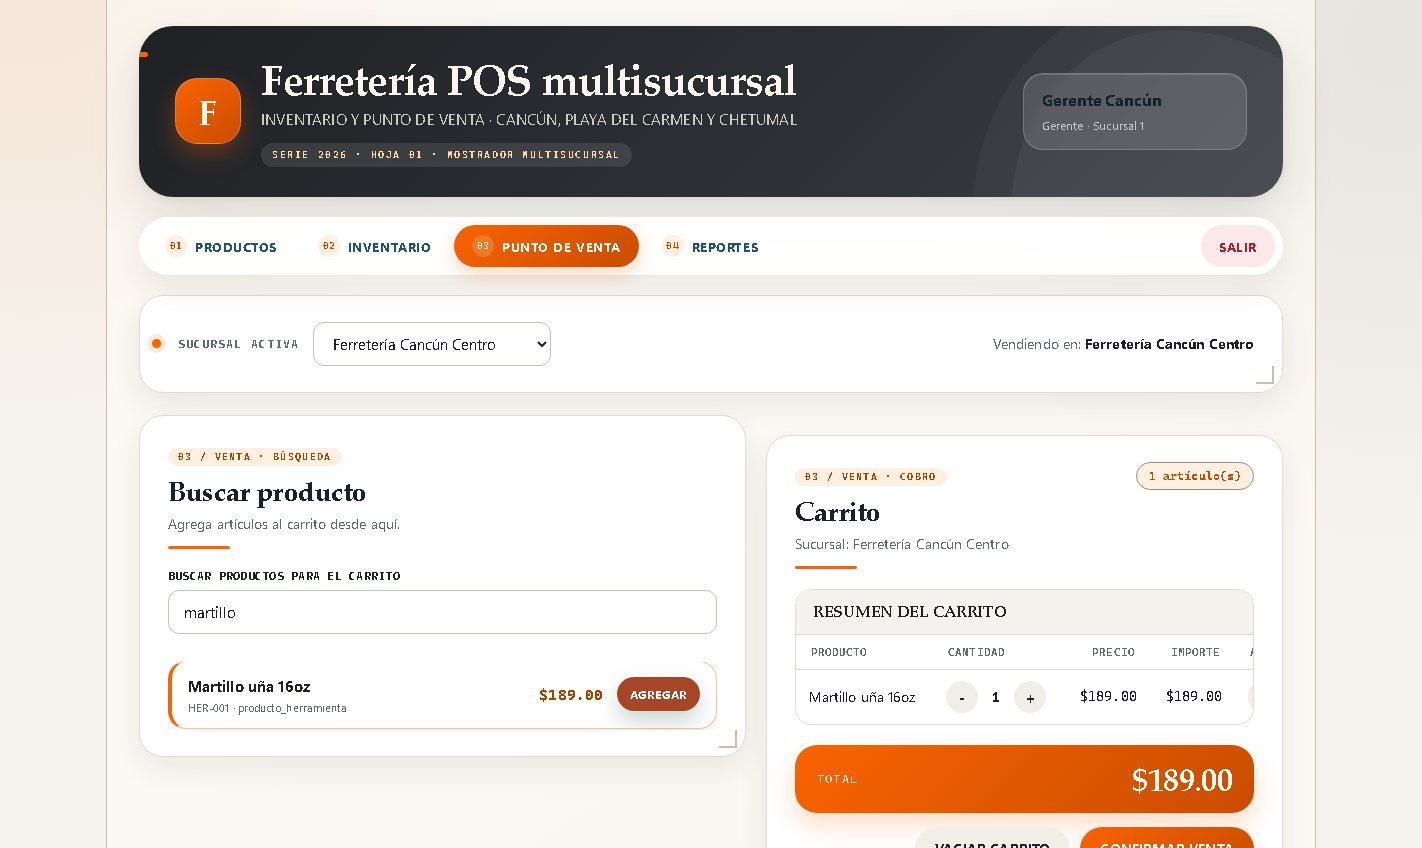 F
Ferretería POS multisucursal
INVENTARIO Y PUNTO DE VENTA · CANCÚN, PLAYA DEL CARMEN Y CHETUMAL
SERIE 2026 · HOJA 01 · MOSTRADOR MULTISUCURSAL
Gerente Cancún
Gerente · Sucursal 1
01 PRODUCTOS 02 INVENTARIO 03 PUNTO DE VENTA 04 REPORTES SALIR
SUCURSAL ACTIVA Ferretería Cancún Centro Vendiendo en: Ferretería Cancún Centro
03 / VENTA · BÚSQUEDA
Buscar producto
Agrega artículos al carrito desde aquí.
BUSCAR PRODUCTOS PARA EL CARRITO
martillo
Martillo uña 16oz
HER-001 · producto_herramienta
$189.00 AGREGAR
03 / VENTA · COBRO 1 artículo(s)
Carrito
Sucursal: Ferretería Cancún Centro
RESUMEN DEL CARRITO
PRODUCTO CANTIDAD PRECIO IMPORTE
Martillo uña 16oz - 1 + $189.00 $189.00
TOTAL $189.00
VACIAR CARRITO CONFIRMAR VENTA